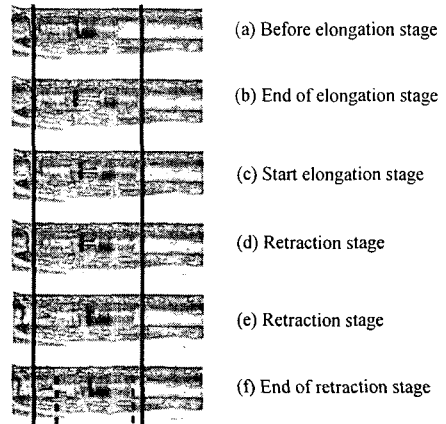 (a) Before elongation stage
(b) End of elongation stage
(c) Start elongation stage
(d) Retraction stage
(e) Retraction stage
(f) End of retraction stage